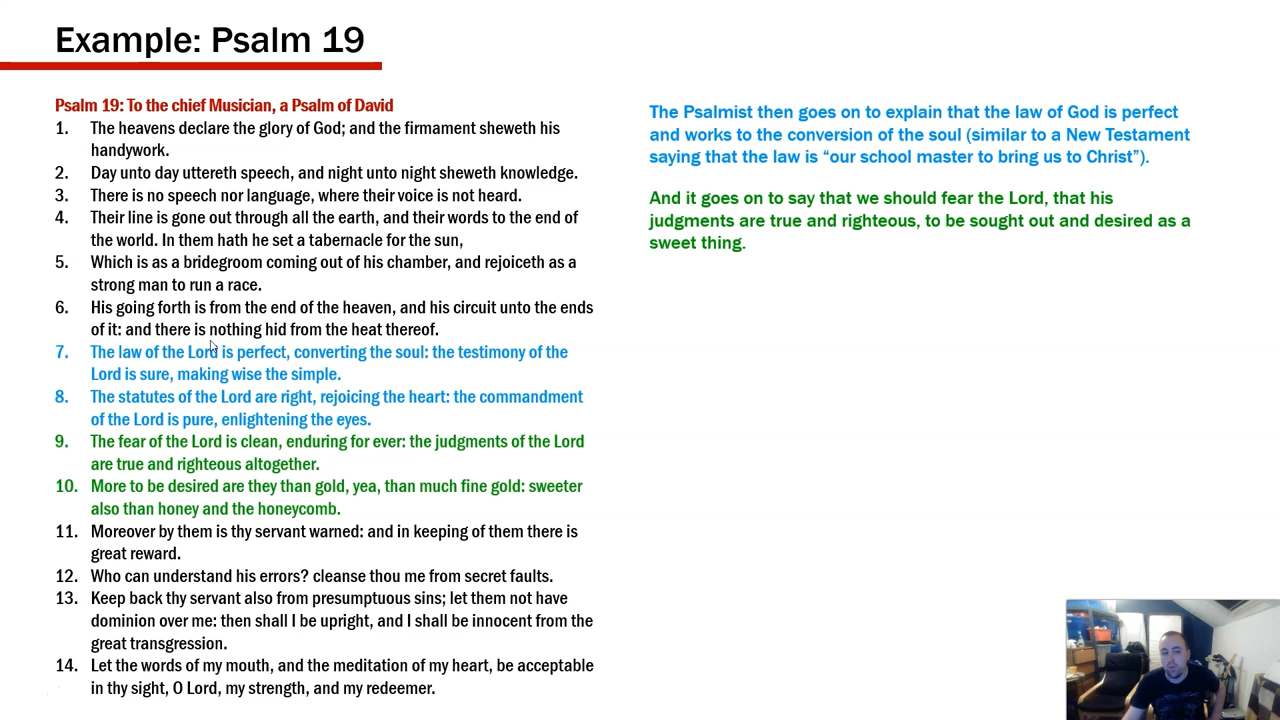 Example: Psalm 19
Psalm 19: To the chief Musician, a Psalm of David
1. The heavens declare the glory of God; and the firmament sheweth his
handywork.
2. Day unto day uttereth speech, and night unto night sheweth knowledge.
3. There is no speech nor language, where their voice is not heard.
4. Their line is gone out through all the earth, and their words to the end of
the world. In them hath he set a tabernacle for the sun,
5. Which is as a bridegroom coming out of his chamber, and rejoiceth as a
strong man to run a race.
6. His going forth is from the end of the heaven, and his circuit unto the ends
of it: and there is nothing hid from the heat thereof.
7. The law of the Lord is perfect, converting the soul: the testimony of the
Lord is sure, making wise the simple.
8. The statutes of the Lord are right, rejoicing the heart: the commandment
of the Lord is pure, enlightening the eyes.
9. The fear of the Lord is clean, enduring for ever: the judgments of the Lord
are true and righteous altogether.
10. More to be desired are they than gold, yea, than much fine gold: sweeter
also than honey and the honeycomb.
11. Moreover by them is thy servant warned: and in keeping of them there is
great reward.
12. Who can understand his errors? cleanse thou me from secret faults.
13. Keep back thy servant also from presumptuous sins; let them not have
dominion over me: then shall I be upright, and I shall be innocent from the
great transgression.
14. Let the words of my mouth, and the meditation of my heart, be acceptable
in thy sight, O Lord, my strength, and my redeemer.
The Psalmist then goes on to explain that the law of God is perfect
and works to the conversion of the soul (similar to a New Testament
saying that the law is “our school master to bring us to Christ”).
And it goes on to say that we should fear the Lord, that his
judgments are true and righteous, to be sought out and desired as a
sweet thing.